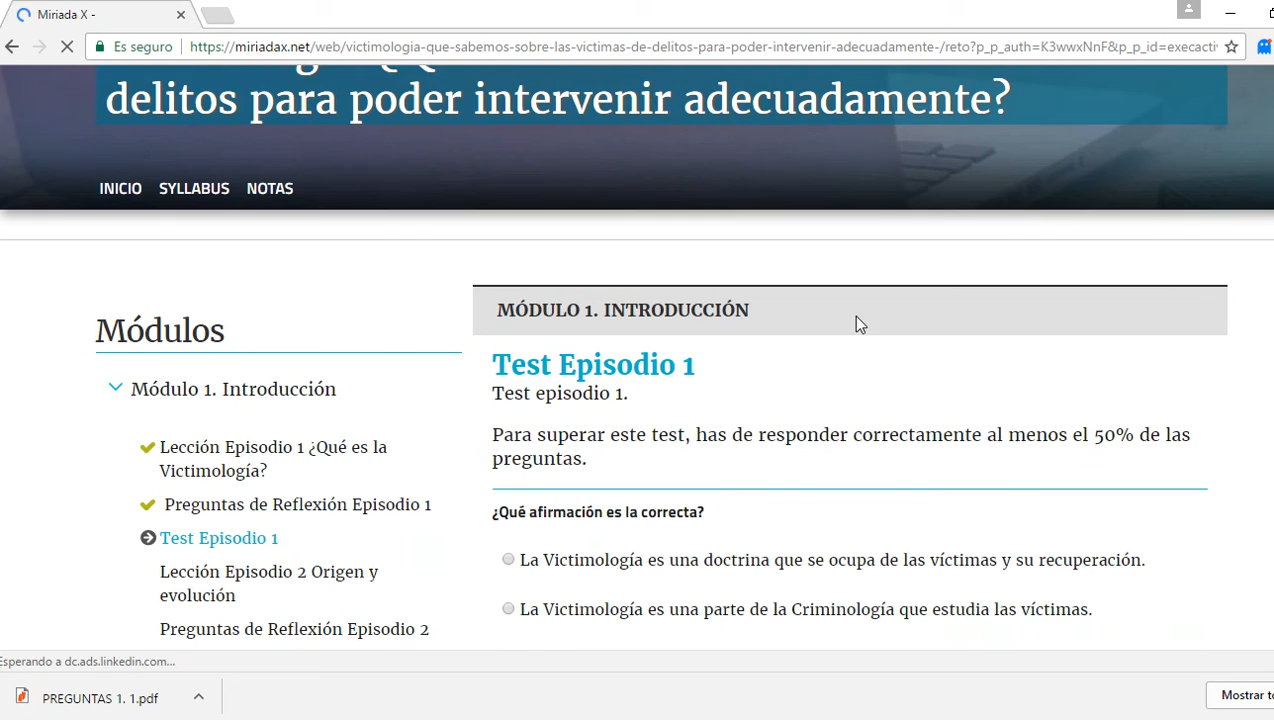 Miriada X -
Es seguro
https://miriadax.net/web/victimologia-que-sabemos-sobre-las-victimas-de-delitos-para-poder-intervenir-adecuadamente-/reto?p_p_auth=K3wwxNnF&p_p_id=execactiv
delitos para poder intervenir adecuadamente?
INICIO SYLLABUS NOTAS
Módulos
Módulo 1. Introducción
Lección Episodio 1 ¿Qué es la
Victimología?
Preguntas de Reflexión Episodio 1
Test Episodio 1
Lección Episodio 2 Origen y
evolución
Preguntas de Reflexión Episodio 2
MÓDULO 1. INTRODUCCIÓN
Test Episodio 1
Test episodio 1.
Para superar este test, has de responder correctamente al menos el 50% de las
preguntas.
¿Qué afirmación es la correcta?
La Victimología es una doctrina que se ocupa de las víctimas y su recuperación.
La Victimología es una parte de la Criminología que estudia las víctimas.
Esperando a dc.ads.linkedin.com...
PREGUNTAS 1. 1.pdf
Mostrar to